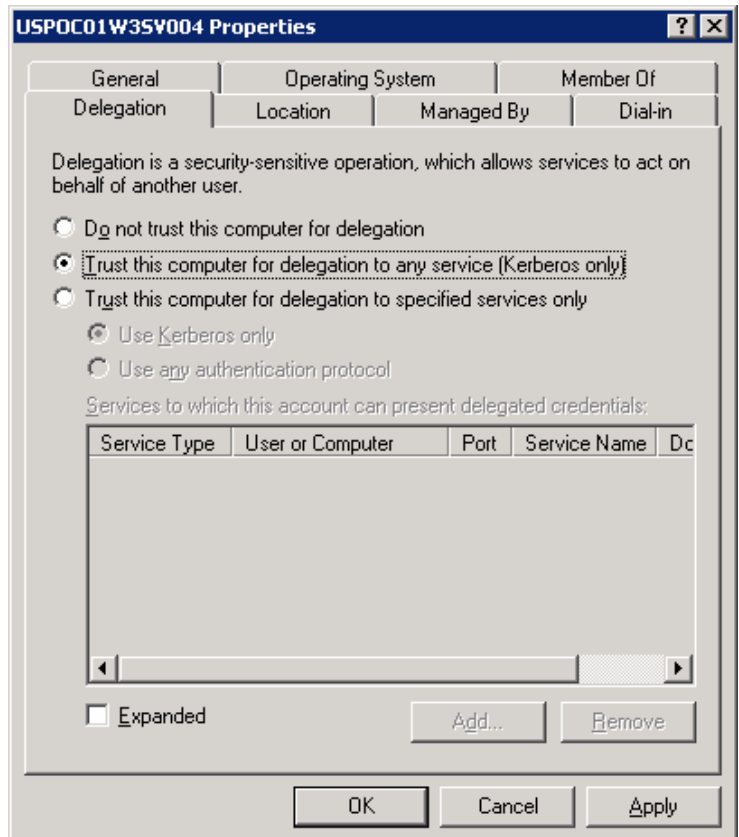 USPOC01W3SV004 Properties
General Operating System Member Of
Delegation Location Managed By Dial-in
Delegation is a security-sensitive operation, which allows services to act on
behalf of another user.
Do not trust this computer for delegation
Trust this computer for delegation to any service (Kerberos only)
Trust this computer for delegation to specified services only
Use Kerberos only
Use any authentication protocol
Services to which this account can present delegated credentials:
Service Type User or Computer Port Service Name Do
Expanded Add... Remove
OK Cancel Apply